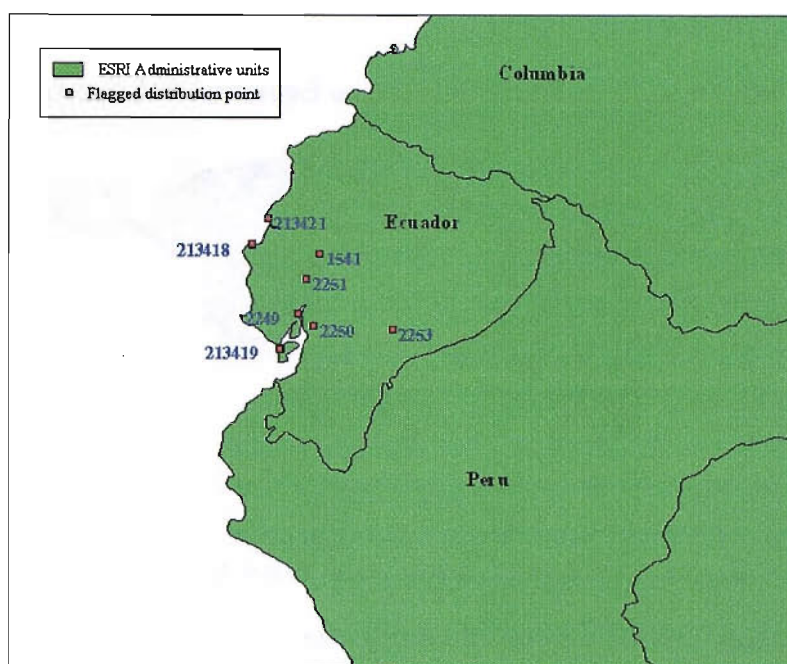 ESRI Administrative units
Flagged distribution point
Columbia
Ecuador
213421
213418
1541
2251
2249
2250
2253
213419
Peru